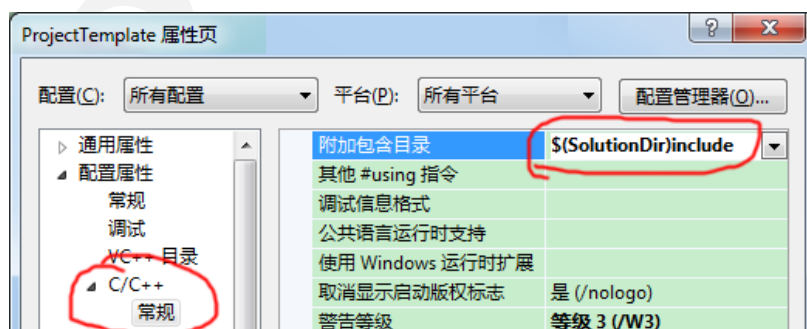 ProjectTemplate 属性页
配置(C): 所有配置 平台(P): 所有平台 配置管理器(O)...
通用属性
配置属性
常规
调试
VC++ 目录
C/C++
常规
附加包含目录 $(SolutionDir)include
其他 #using 指令
调试信息格式
公共语言运行时支持
使用 Windows 运行时扩展
取消显示启动版权标志 是 (/nologo)
警告等级 等级 3 (/W3)